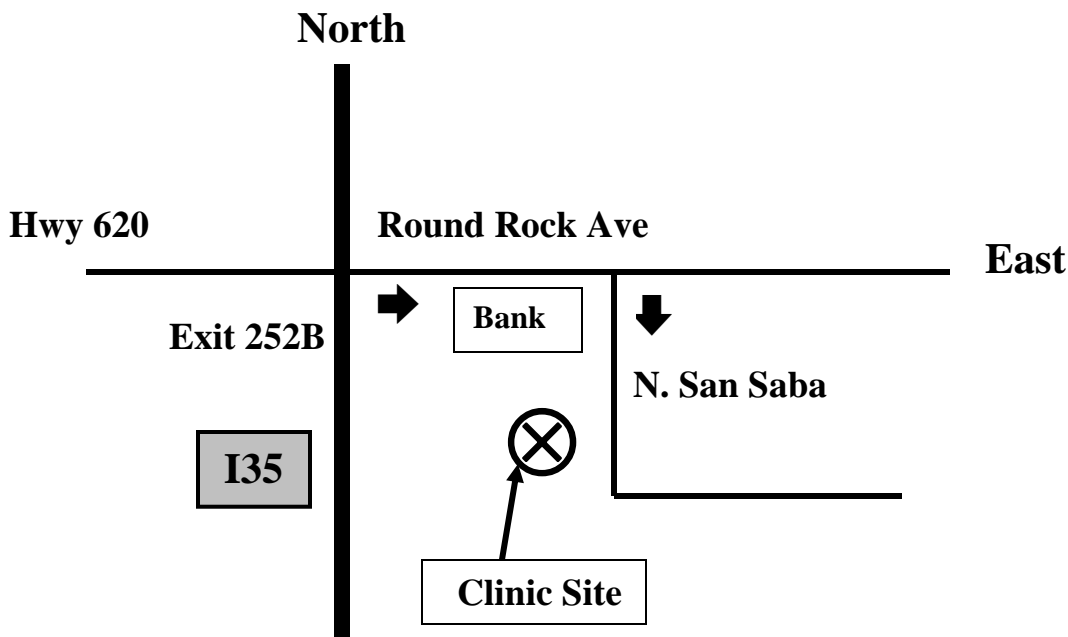 North
Hwy 620
Round Rock Ave
East
Bank
Exit 252B
N. San Saba
I35
Clinic Site